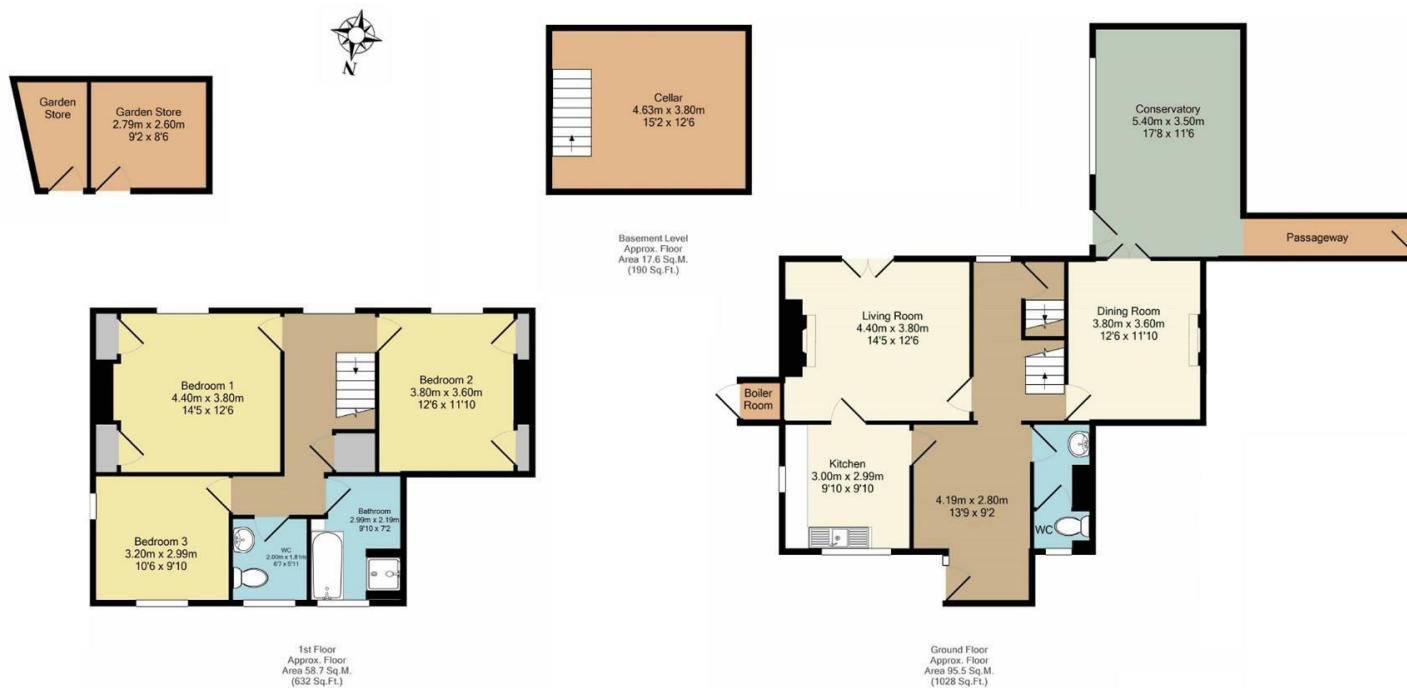 N
Garden
Store
Garden Store
2.79m x 2.60m
9'2 x 8'6
Cellar
4.63m x 3.80m
15'2 x 12'6
Basement Level
Approx. Floor
Area 17.6 Sq.M.
(190 Sq.Ft.)
Conservatory
5.40m x 3.50m
17'8 x 11'6
Passageway
Living Room
4.40m x 3.80m
14'5 x 12'6
Dining Room
3.80m x 3.60m
12'6 x 11'10
Boiler
Room
Kitchen
3.00m x 2.99m
9'10 x 9'10
4.19m x 2.80m
13'9 x 9'2
WC
Ground Floor
Approx. Floor
Area 95.5 Sq.M.
(1028 Sq.Ft.)
Bedroom 1
4.40m x 3.80m
14'5 x 12'6
Bedroom 2
3.80m x 3.60m
12'6 x 11'10
Bedroom 3
3.20m x 2.99m
10'6 x 9'10
WC
2.00m x 1.81m
6'7 x 5'11
Bathroom
2.99m x 2.19m
9'10 x 7'2
1st Floor
Approx. Floor
Area 58.7 Sq.M.
(632 Sq.Ft.)